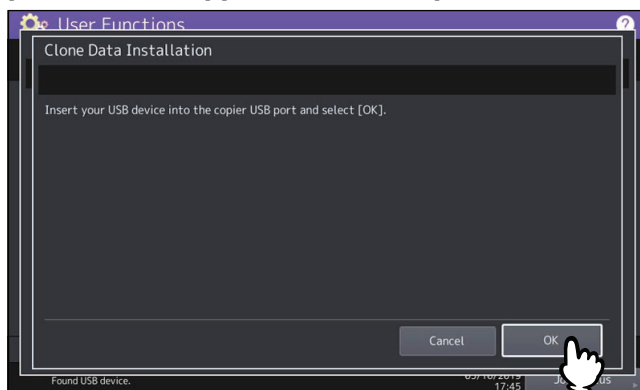 User Functions
?
Clone Data Installation
Insert your USB device into the copier USB port and select [OK].
Cancel
OK
Found USB device.
17:45